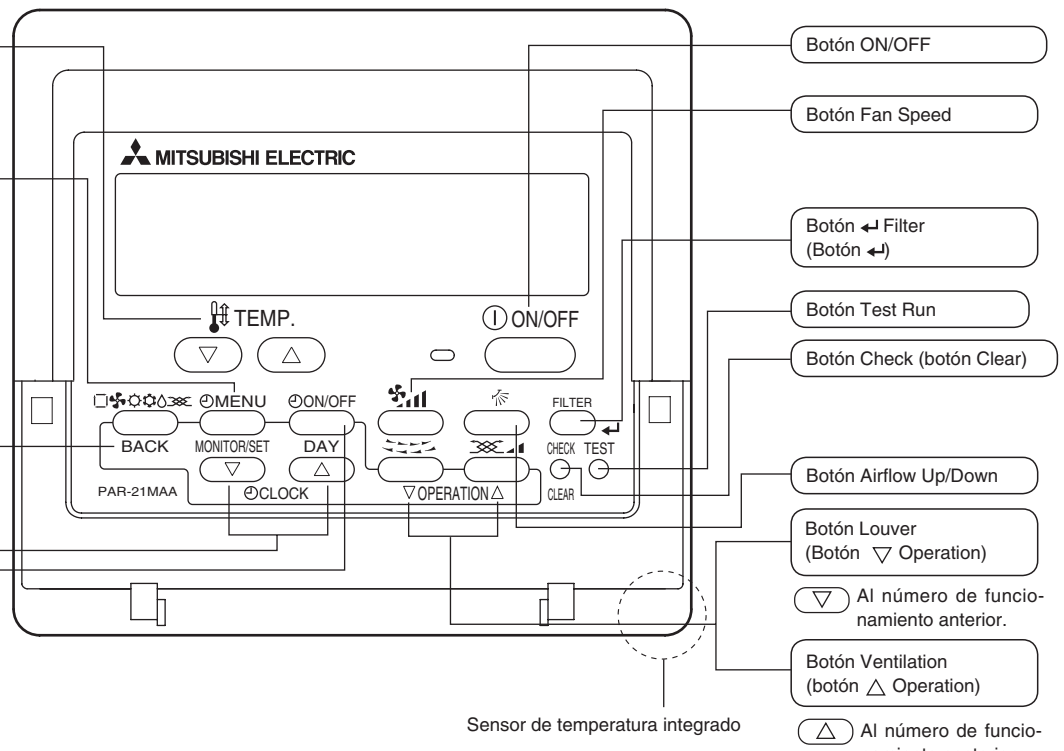 Botón ON/OFF
Botón Fan Speed
MITSUBISHI ELECTRIC
Botón ↵ Filter
(Botón ↵)
TEMP.
ON/OFF
Botón Test Run
▽ △
Botón Check (botón Clear)
MENU ON/OFF FILTER
BACK MONITOR/SET DAY CHECK TEST
▽ △
PAR-21MAA CLOCK ▽OPERATION△ CLEAR
Botón Airflow Up/Down
Botón Louver
(Botón ▽ Operation)
▽ Al número de funcio-
namiento anterior.
Botón Ventilation
(botón △ Operation)
Sensor de temperatura integrado
△ Al número de funcio-